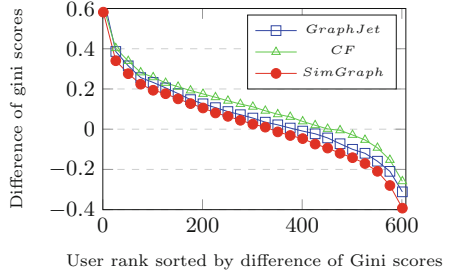 Difference of gini scores
0.6
0.4
0.2
0
−0.2
−0.4
GraphJet
CF
SimGraph
0
200
400
600
User rank sorted by difference of Gini scores